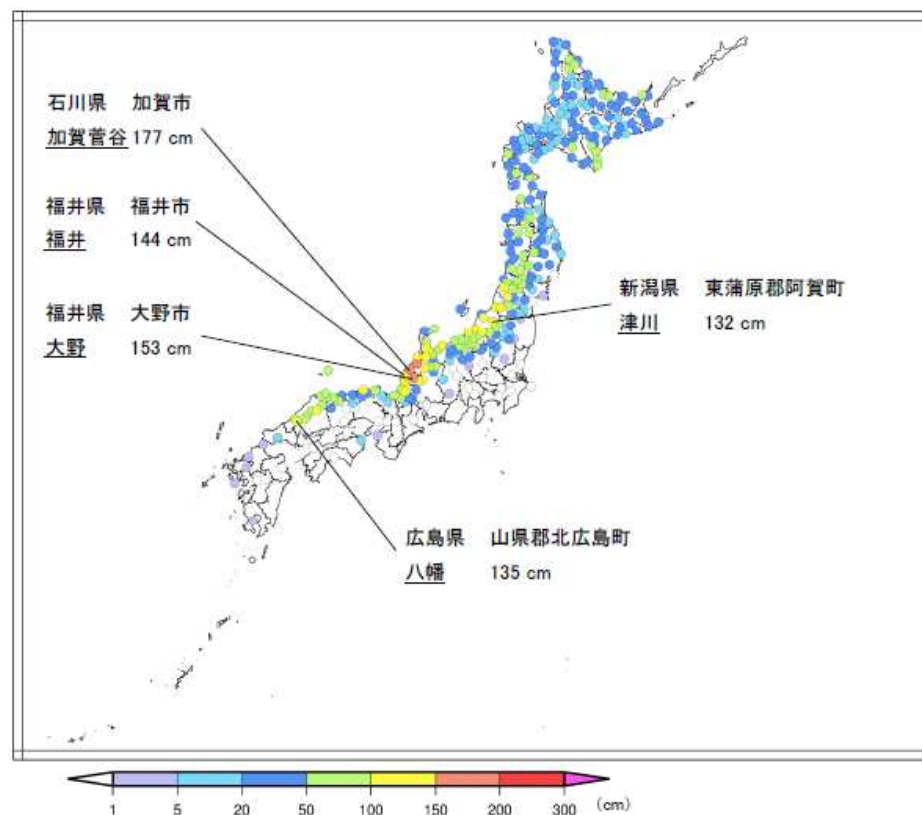 石川県 加賀市
加賀菅谷 177 cm
福井県 福井市
福井 144 cm
福井県 大野市
大野 153 cm
新潟県 東蒲原郡阿賀町
津川 132 cm
広島県 山県郡北広島町
八幡 135 cm
1 5 20 50 100 150 200 300 (cm)